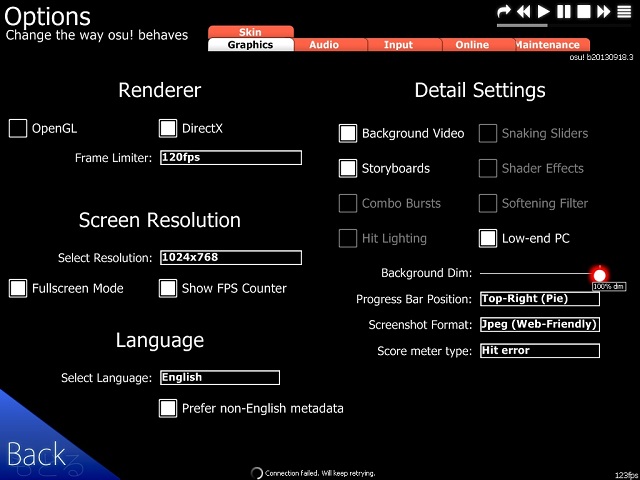 Options
Change the way osu! behaves
Skin
Graphics Audio Input Online Maintenance
osu! b20130918.3
Renderer
OpenGL DirectX
Frame Limiter: 120fps
Screen Resolution
Select Resolution: 1024x768
Fullscreen Mode Show FPS Counter
Language
Select Language: English
Prefer non-English metadata
Detail Settings
Background Video Snaking Sliders
Storyboards Shader Effects
Combo Bursts Softening Filter
Hit Lighting Low-end PC
Background Dim:
100% dim
Progress Bar Position: Top-Right (Pie)
Screenshot Format: Jpeg (Web-Friendly)
Score meter type: Hit error
Back
Connection failed. Will keep retrying.
123fps